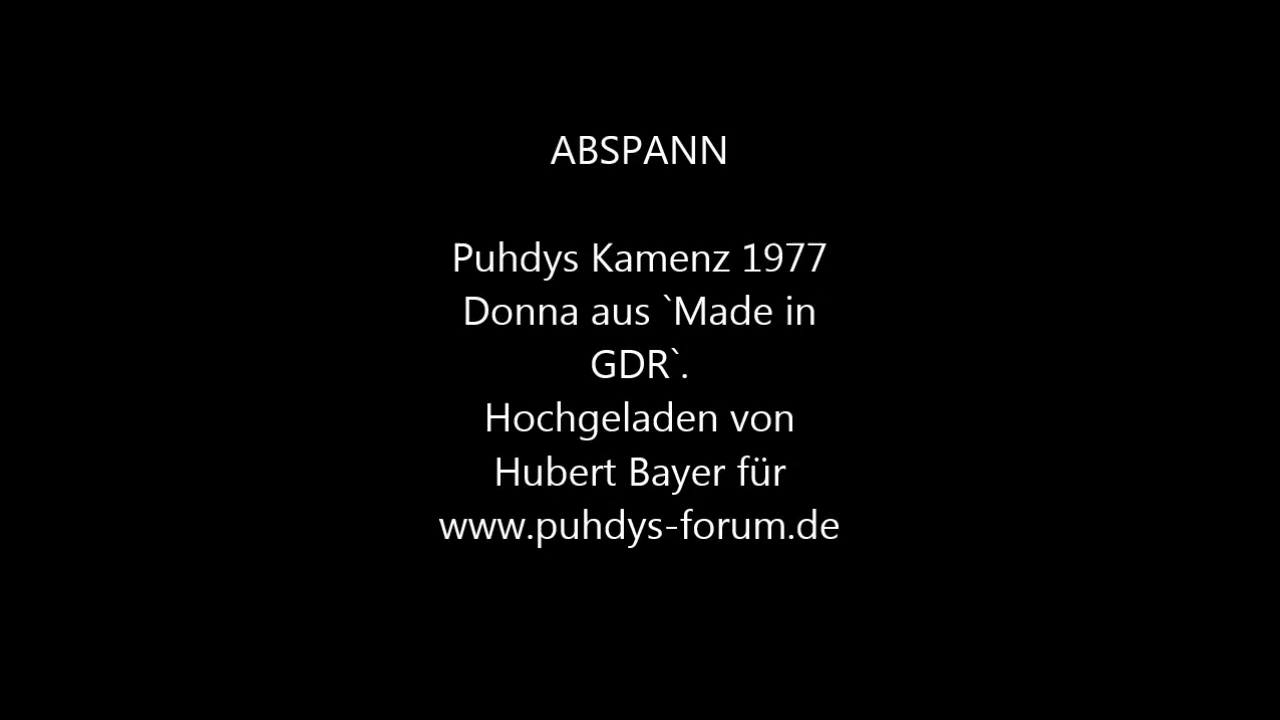 ABSPANN
Puhdys Kamenz 1977
Donna aus `Made in
GDR`.
Hochgeladen von
Hubert Bayer für
www.puhdys-forum.de